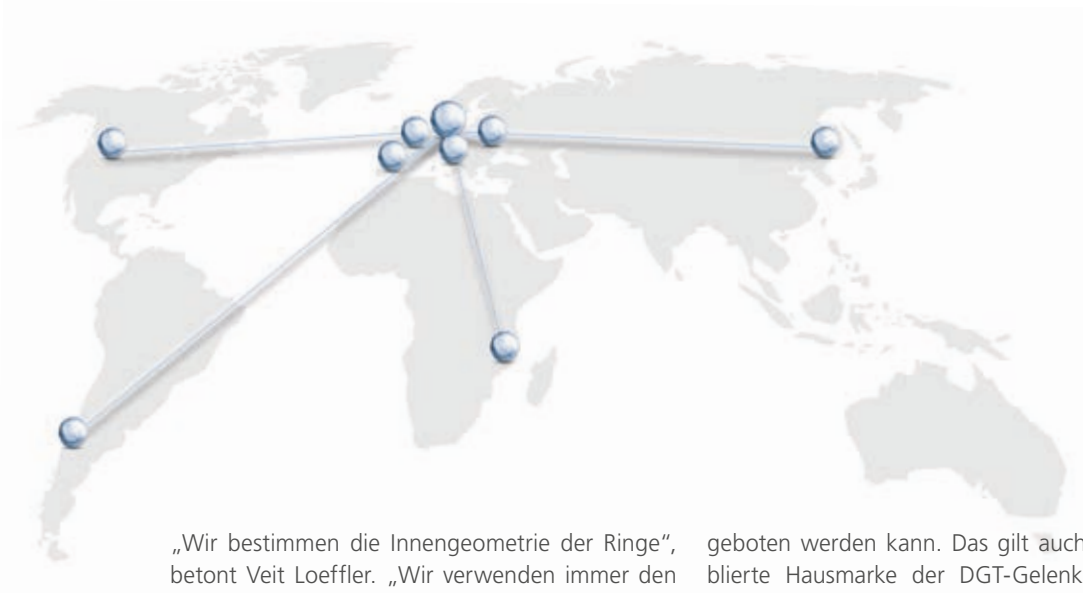 „Wir bestimmen die Innengeometrie der Ringe“,
betont Veit Loeffler. „Wir verwenden immer den
geboten werden kann. Das gilt auch
blierte Hausmarke der DGT-Gelenk